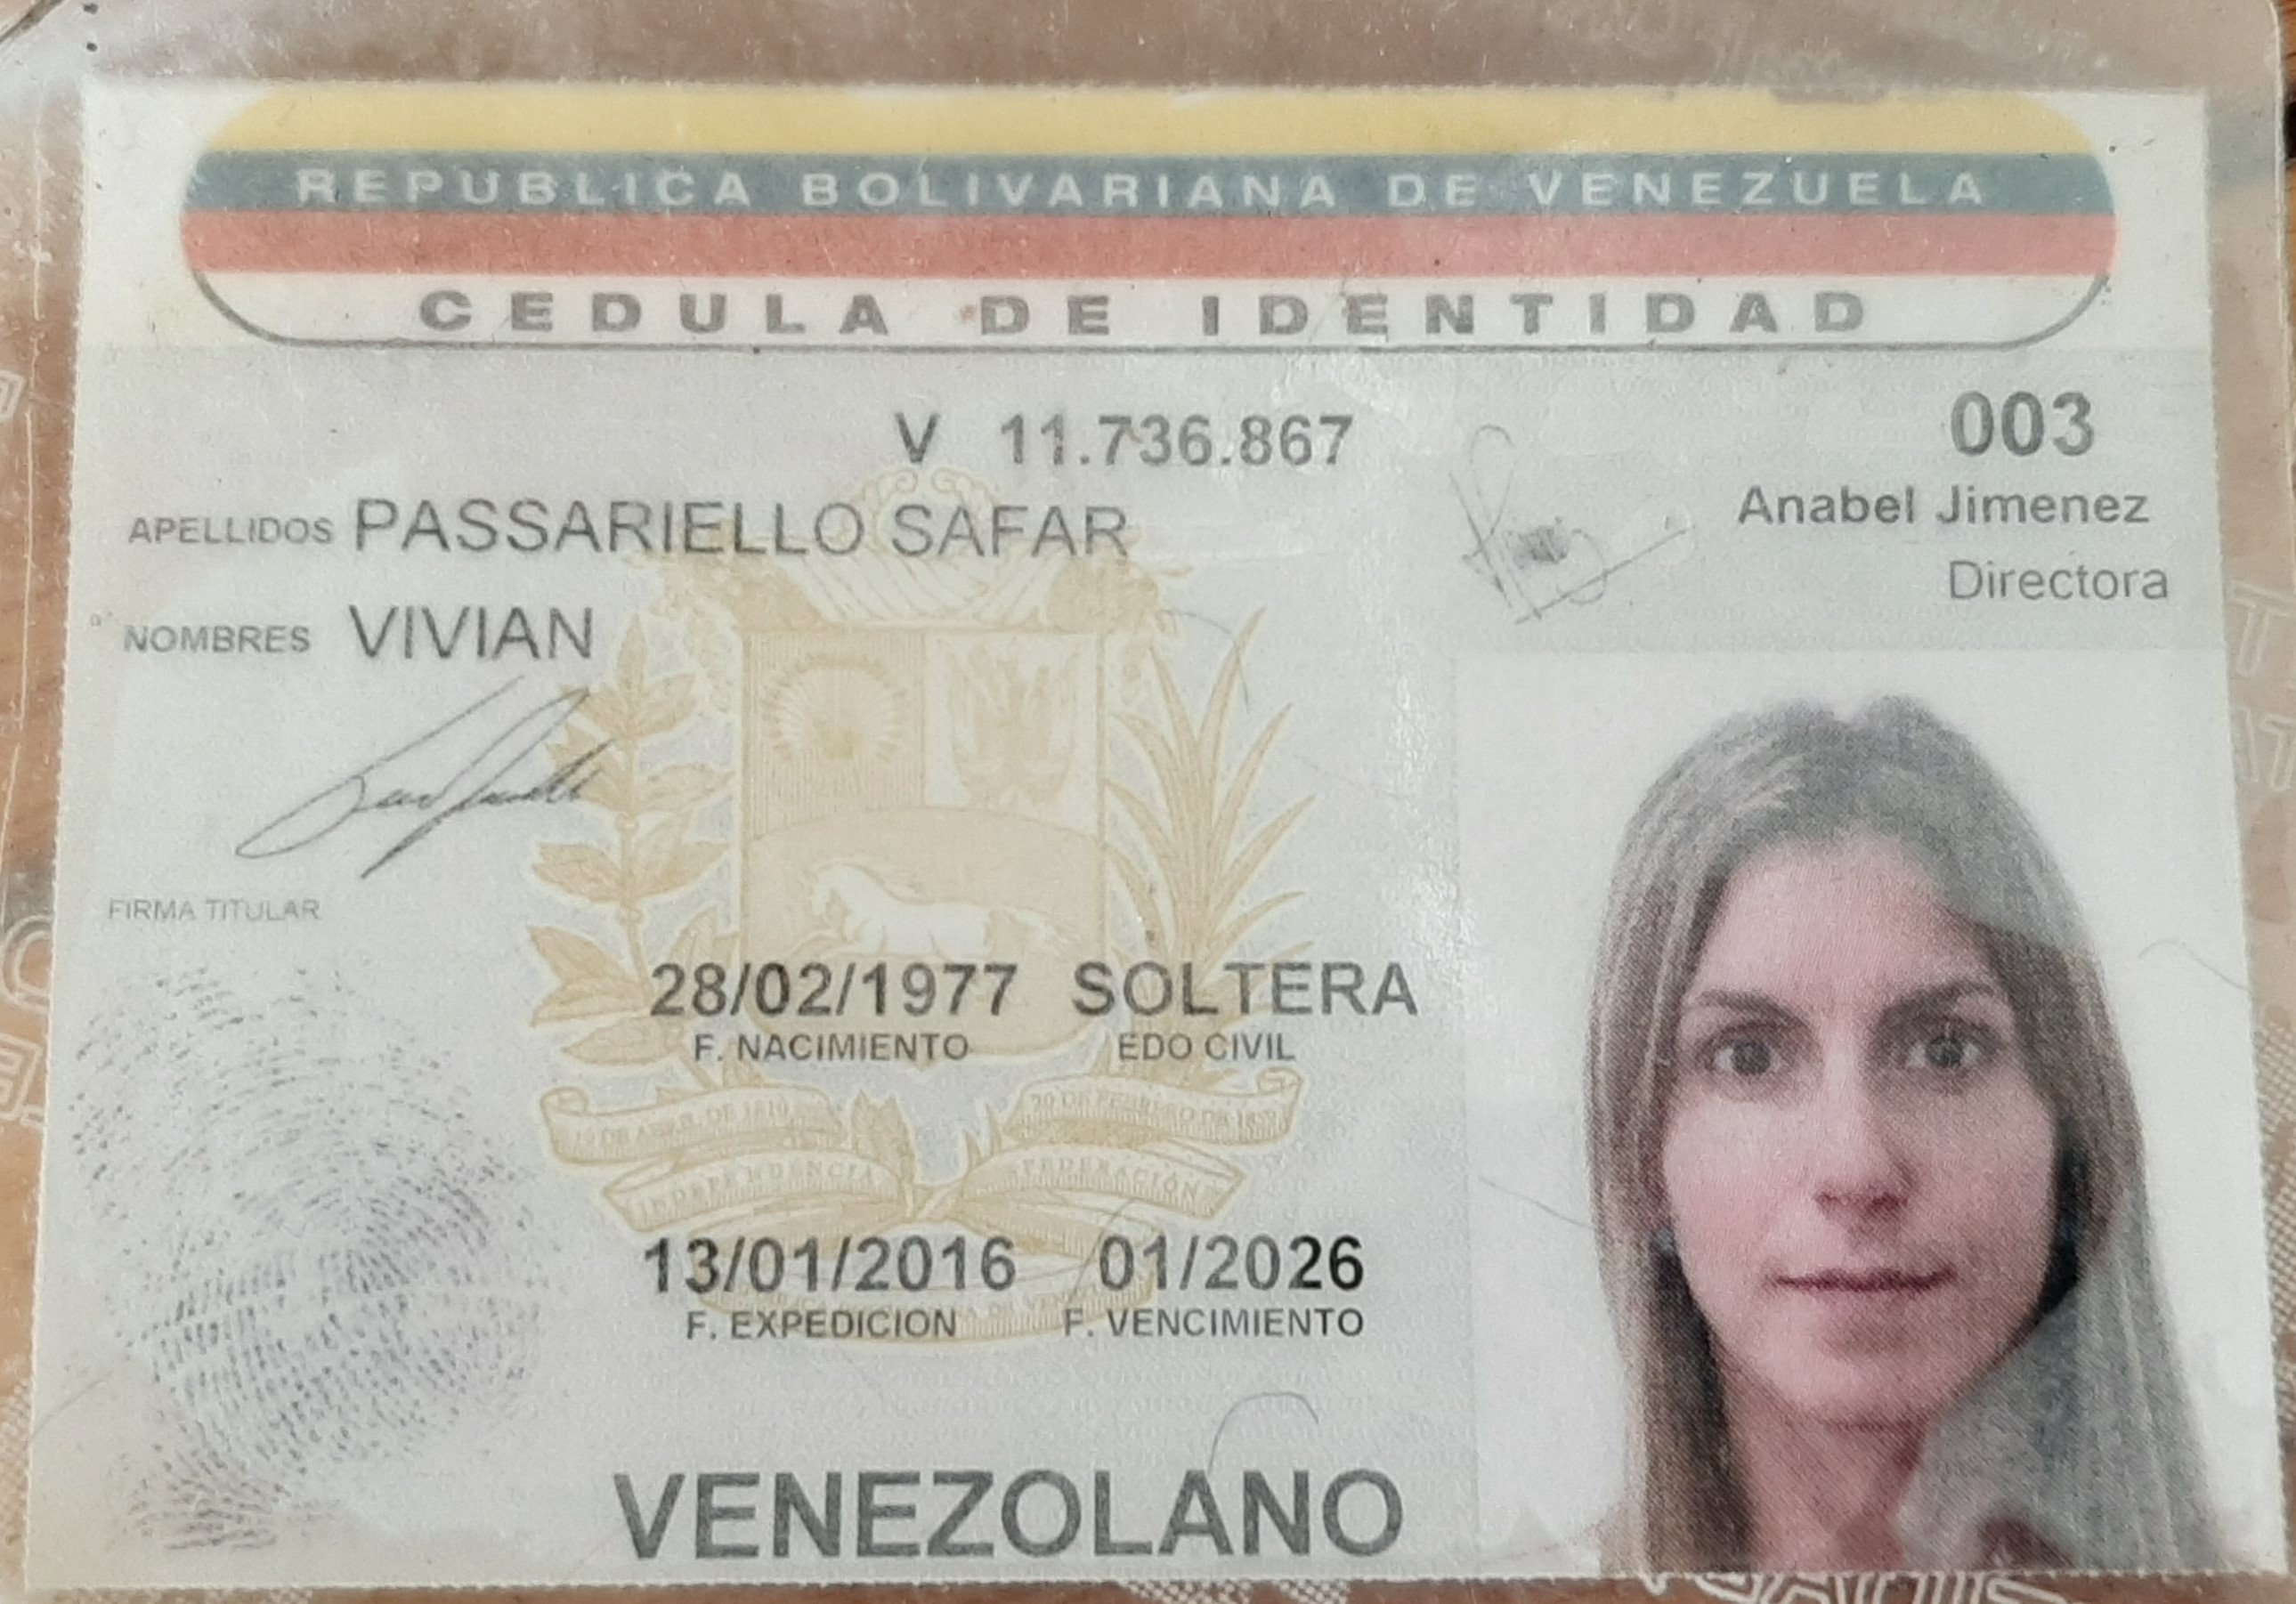 REPUBLICA BOLIVARIANA DE VENEZUELA
CEDULA DE IDENTIDAD
V 11.736.867
003
Anabel Jimenez
Directora
APELLIDOS PASSARIELLO SAFAR
NOMBRES VIVIAN
FIRMA TITULAR
28/02/1977 SOLTERA
F. NACIMIENTO EDO CIVIL
19 DE ABRIL DE 1810
20 DE FEBRERO DE 1859
INDEPENDENCIA
FEDERACIÓN
13/01/2016 01/2026
F. EXPEDICION F. VENCIMIENTO
VENEZOLANO